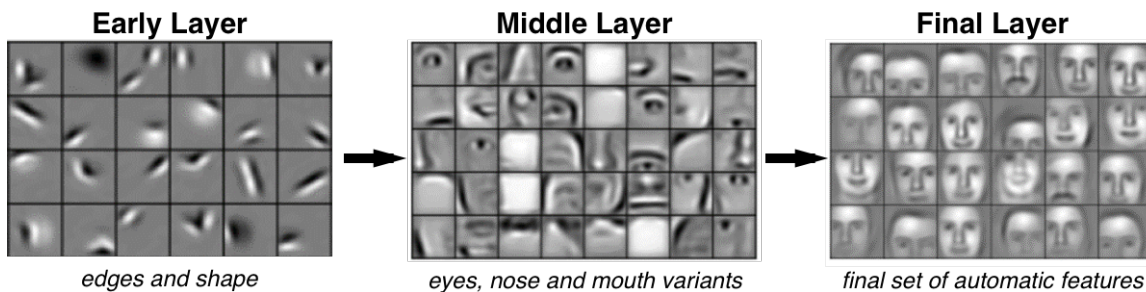 Early Layer
Middle Layer
Final Layer
edges and shape
eyes, nose and mouth variants
final set of automatic features